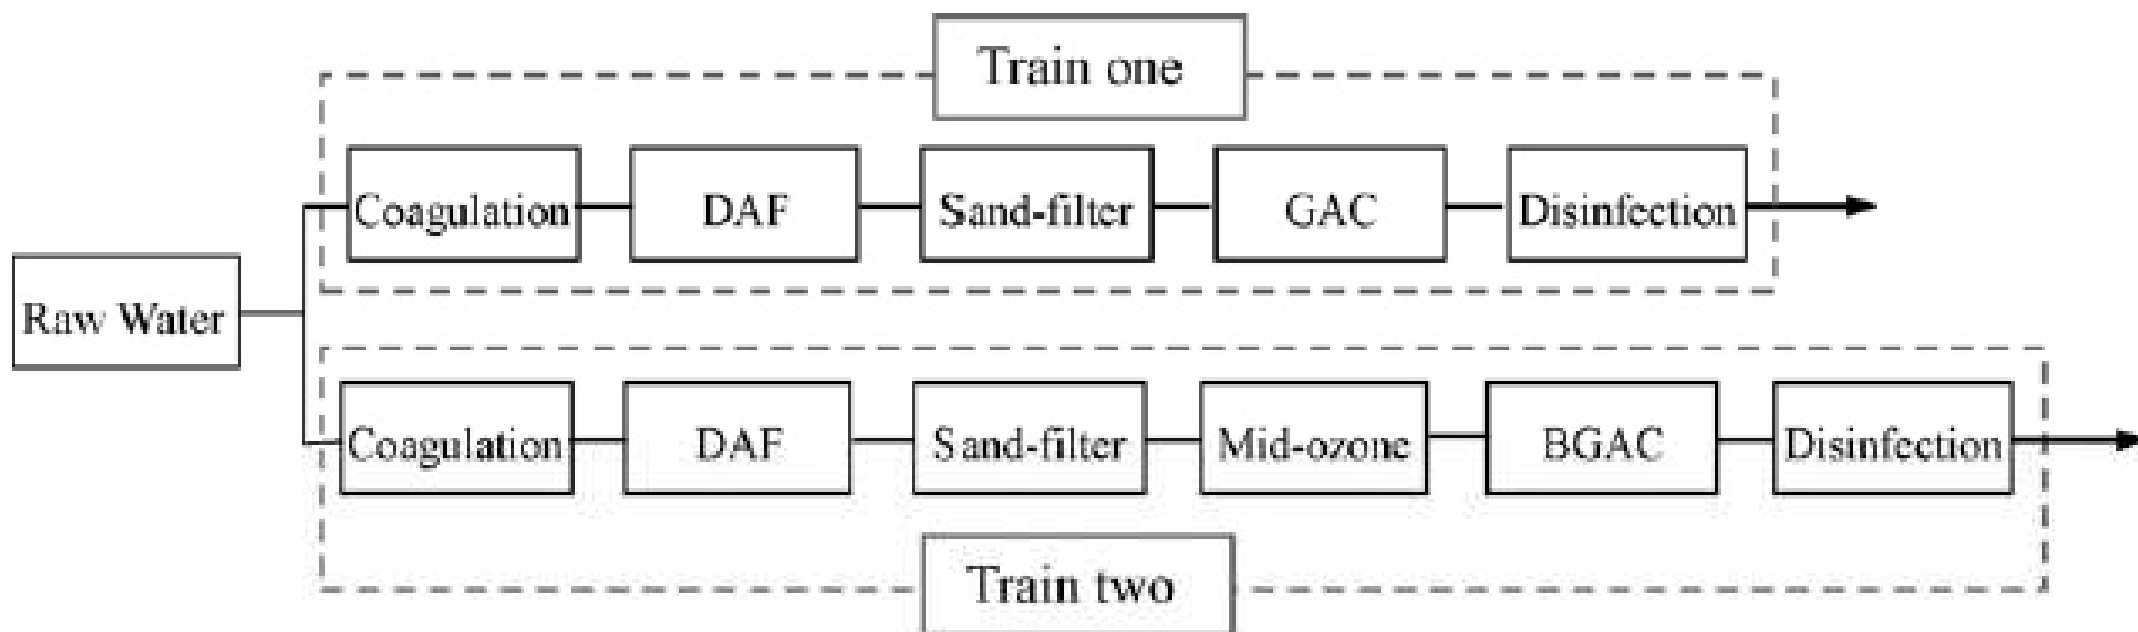 Train one
Coagulation DAF Sand-filter GAC Disinfection
Raw Water
Coagulation DAF Sand-filter Mid-ozone BGAC Disinfection
Train two